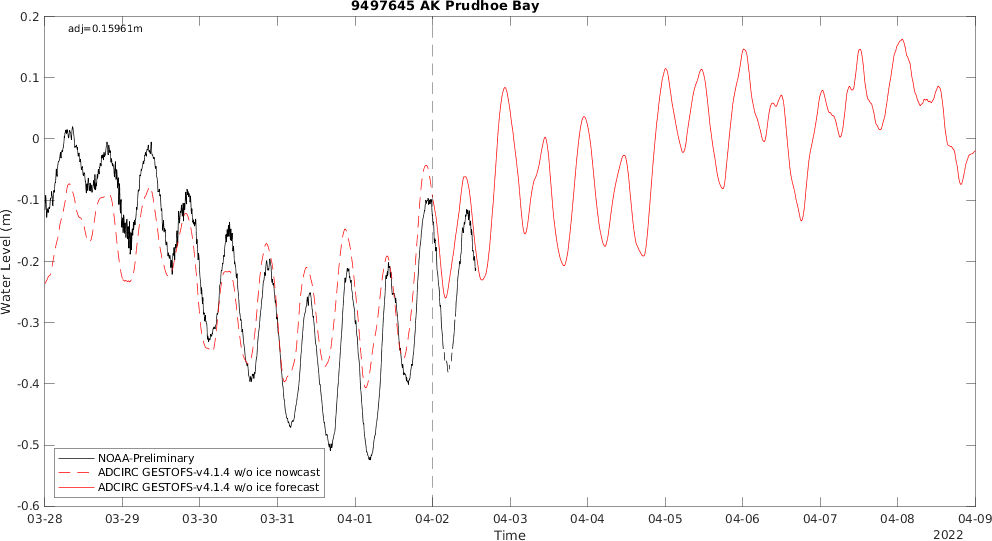 9497645 AK Prudhoe Bay
adj=0.15961m
0.2
0.1
0
-0.1
-0.2
-0.3
-0.4
-0.5
-0.6
Water Level (m)
NOAA-Preliminary
ADCIRC GESTOFS-v4.1.4 w/o ice nowcast
ADCIRC GESTOFS-v4.1.4 w/o ice forecast
03-28 03-29 03-30 03-31 04-01 04-02 04-03 04-04 04-05 04-06 04-07 04-08 04-09
Time
2022